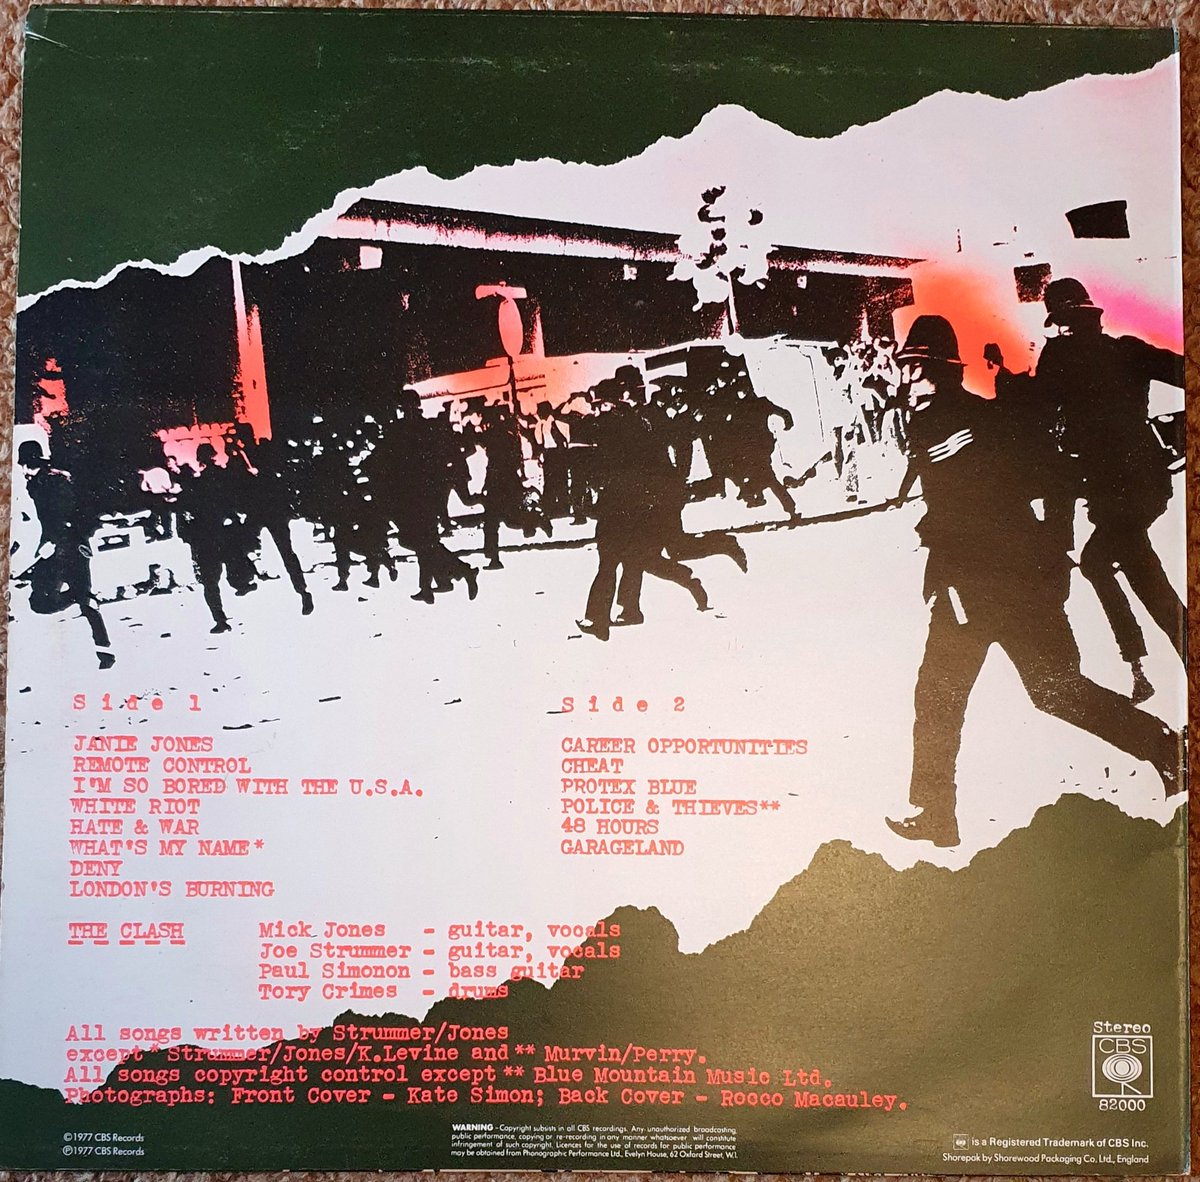 Side 1
JANIE JONES
REMOTE CONTROL
I'M SO BORED WITH THE U.S.A.
WHITE RIOT
HATE & WAR
WHAT'S MY NAME*
DENY
LONDON'S BURNING
Side 2
CAREER OPPORTUNITIES
CHEAT
PROTEX BLUE
POLICE & THIEVES**
48 HOURS
GARAGELAND
THE CLASH
Mick Jones - guitar, vocals
Joe Strummer - guitar, vocals
Paul Simonon - bass guitar
Tory Crimes - drums
All songs written by Strummer/Jones
except * Strummer/Jones/K.Levine and ** Murvin/Perry.
All songs copyright control except ** Blue Mountain Music Ltd.
Photographs: Front Cover - Kate Simon; Back Cover - Rocco Macauley.
Stereo
CBS
82000
©1977 CBS Records
℗1977 CBS Records
WARNING - Copyright subsists in all CBS recordings. Any unauthorized broadcasting,
public performance, copying or re-recording in any manner whatsoever will constitute
infringement of such copyright. Licences for the use of records for public performance
may be obtained from Phonographic Performance Ltd., Evelyn House, 62 Oxford Street, W.1.
is a Registered Trademark of CBS Inc.
Shorepak by Shorewood Packaging Co. Ltd., England